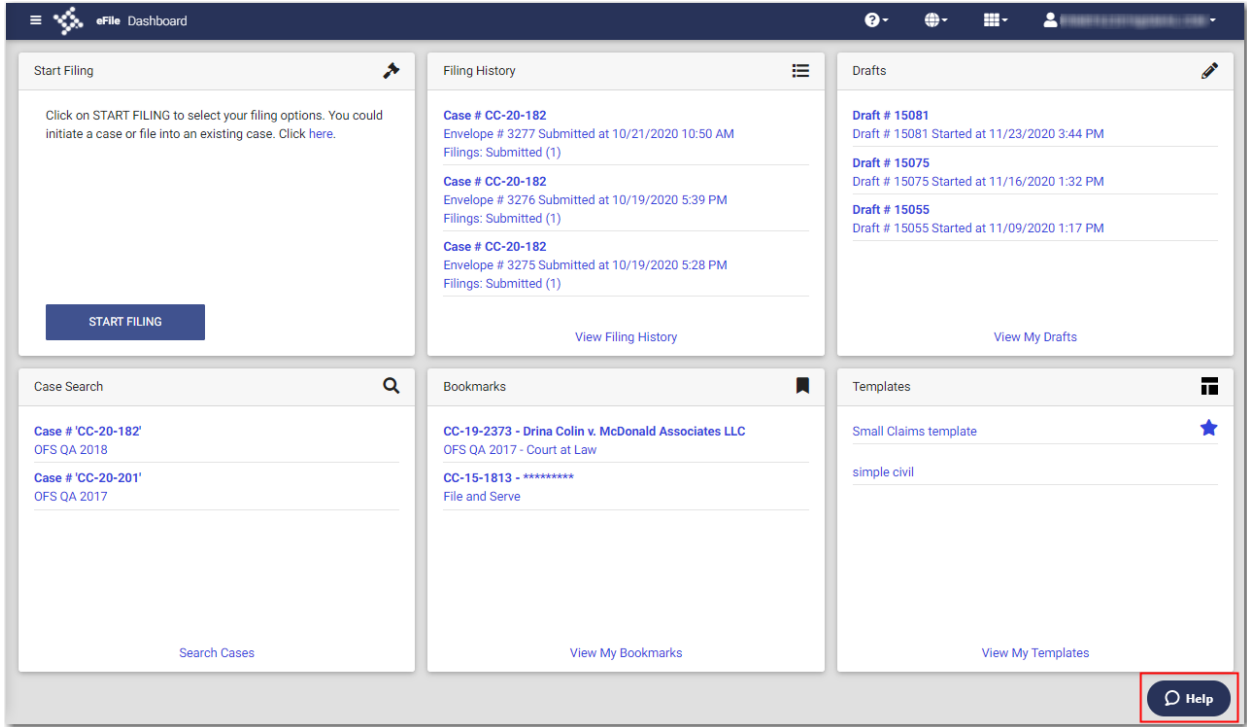 eFile Dashboard
Start Filing
Click on START FILING to select your filing options. You could
initiate a case or file into an existing case. Click here.
START FILING
Filing History
Case # CC-20-182
Envelope # 3277 Submitted at 10/21/2020 10:50 AM
Filings: Submitted (1)
Case # CC-20-182
Envelope # 3276 Submitted at 10/19/2020 5:39 PM
Filings: Submitted (1)
Case # CC-20-182
Envelope # 3275 Submitted at 10/19/2020 5:28 PM
Filings: Submitted (1)
View Filing History
Drafts
Draft # 15081
Draft # 15081 Started at 11/23/2020 3:44 PM
Draft # 15075
Draft # 15075 Started at 11/16/2020 1:32 PM
Draft # 15055
Draft # 15055 Started at 11/09/2020 1:17 PM
View My Drafts
Case Search
Case # 'CC-20-182'
OFS QA 2018
Case # 'CC-20-201'
OFS QA 2017
Search Cases
Bookmarks
CC-19-2373 - Drina Colin v. McDonald Associates LLC
OFS QA 2017 - Court at Law
CC-15-1813 - *********
File and Serve
View My Bookmarks
Templates
Small Claims template
simple civil
View My Templates
Help